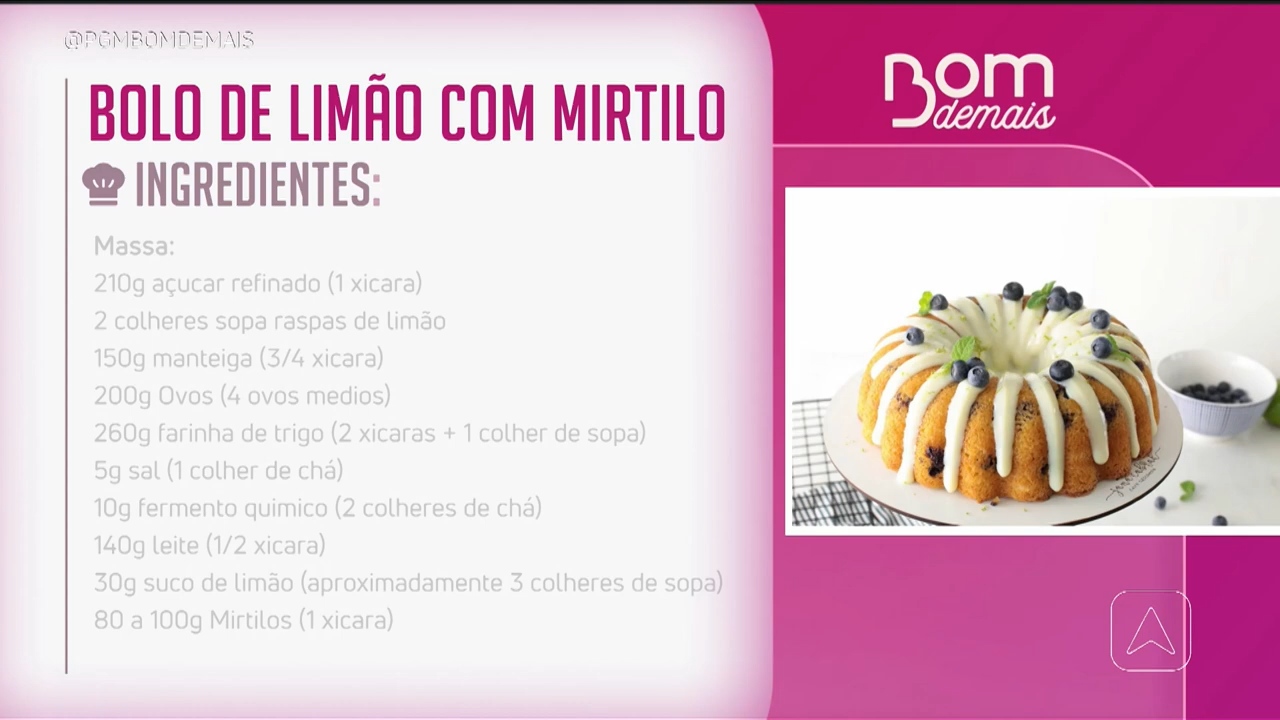 @PGMBOMDEMAIS
BOLO DE LIMÃO COM MIRTILO
INGREDIENTES:
Massa:
210g açucar refinado (1 xicara)
2 colheres sopa raspas de limão
150g manteiga (3/4 xicara)
200g Ovos (4 ovos medios)
260g farinha de trigo (2 xicaras + 1 colher de sopa)
5g sal (1 colher de chá)
10g fermento quimico (2 colheres de chá)
140g leite (1/2 xicara)
30g suco de limão (aproximadamente 3 colheres de sopa)
80 a 100g Mirtilos (1 xicara)
Bom
demais